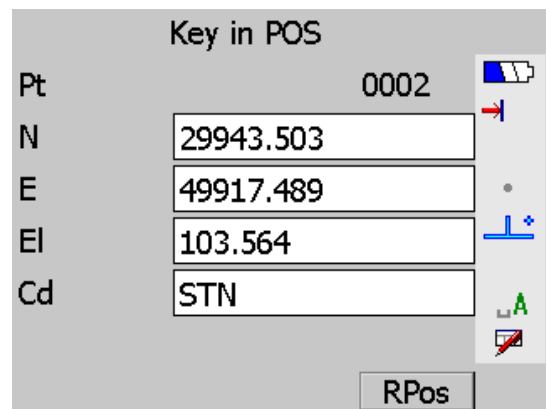 Key in POS
Pt 0002
N 29943.503
E 49917.489
El 103.564
Cd STN
A
RPos